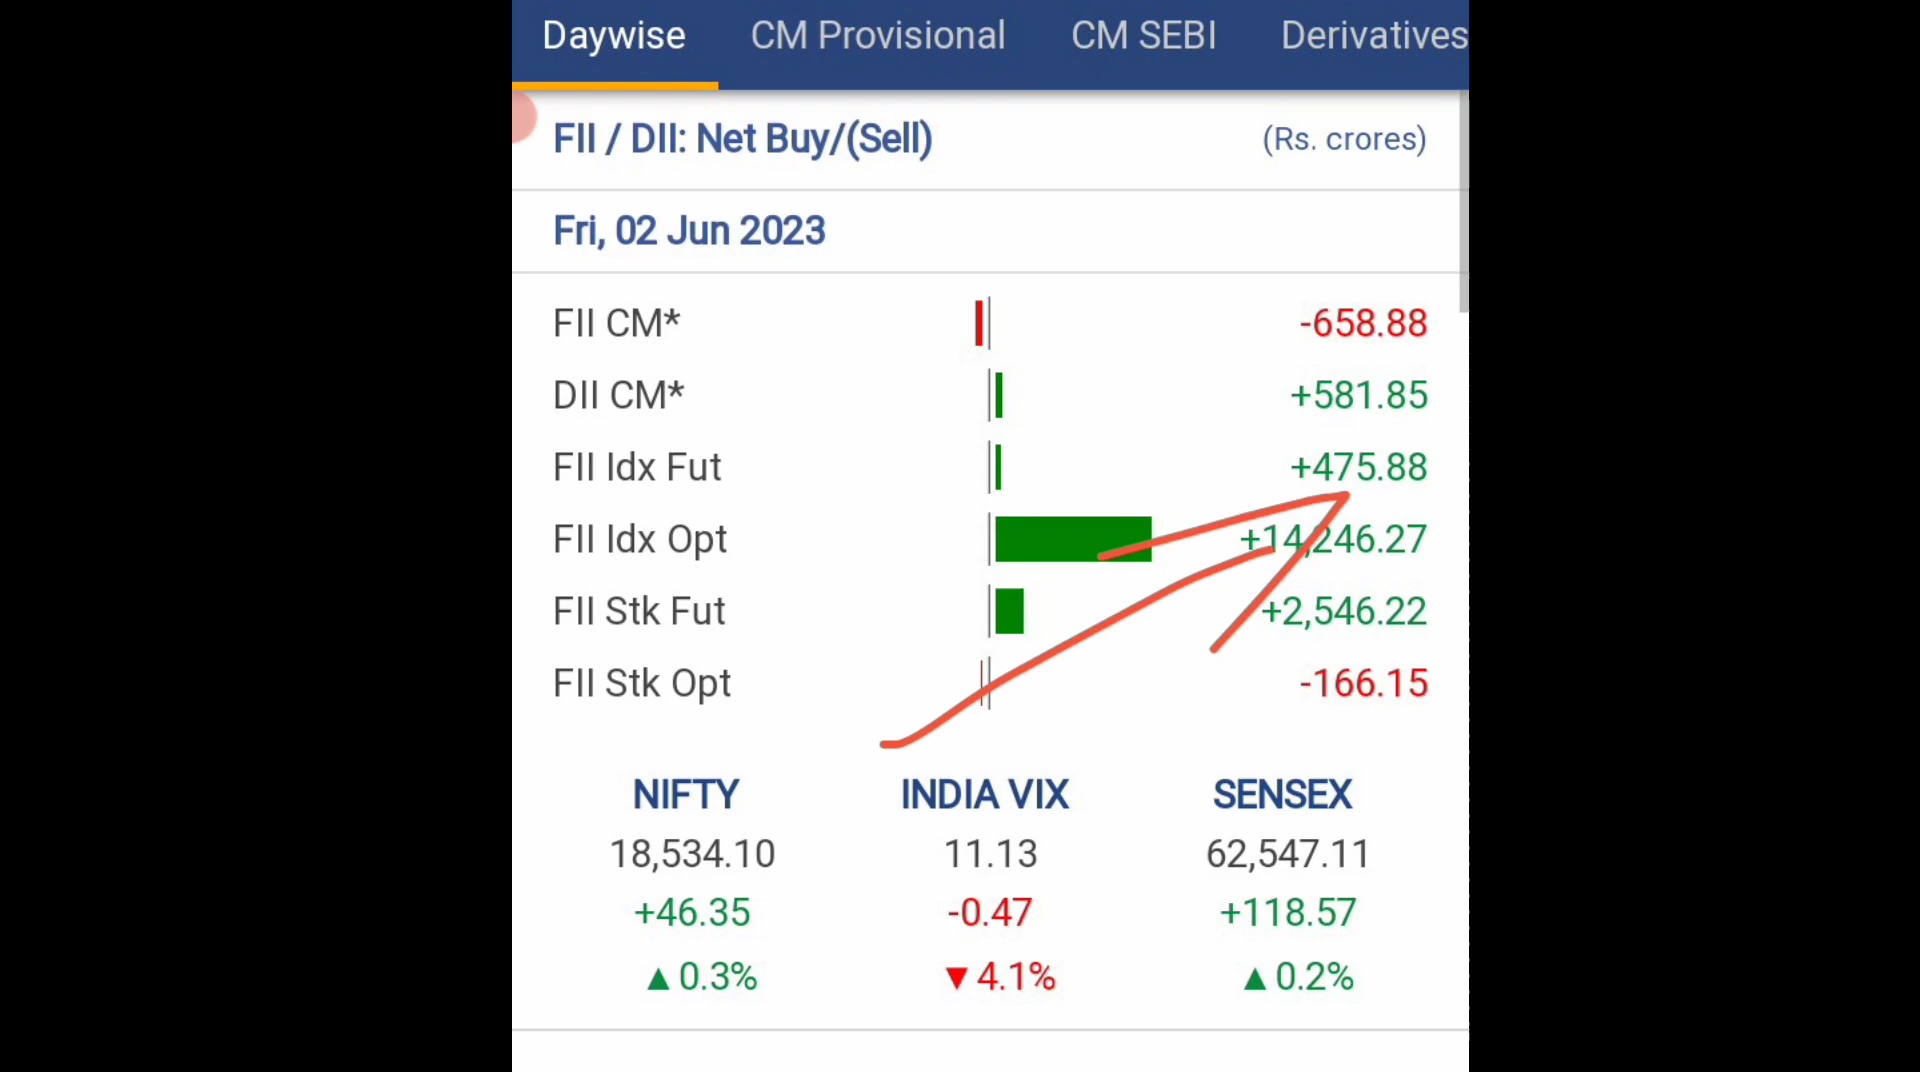 Daywise CM Provisional CM SEBI Derivatives
FII / DII: Net Buy/(Sell) (Rs. crores)
Fri, 02 Jun 2023
FII CM* -658.88
DII CM* +581.85
FII Idx Fut +475.88
FII Idx Opt +14,246.27
FII Stk Fut +2,546.22
FII Stk Opt -166.15
NIFTY INDIA VIX SENSEX
18,534.10 11.13 62,547.11
+46.35 -0.47 +118.57
▲ 0.3% ▼ 4.1% ▲ 0.2%